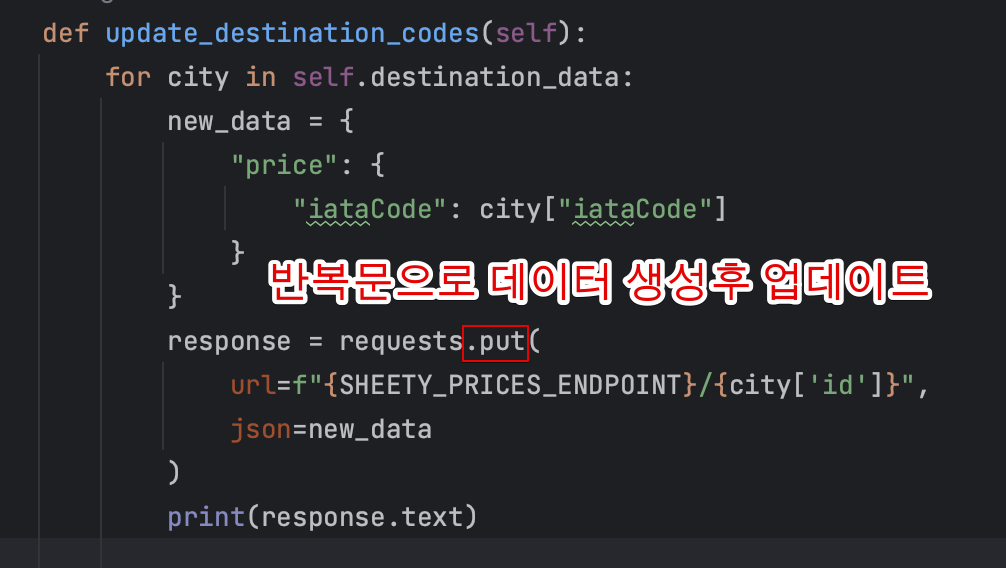 def update_destination_codes(self):
for city in self.destination_data:
new_data = {
"price": {
"iataCode": city["iataCode"]
}
반복문으로 데이터 생성후 업데이트
}
response = requests.put(
url=f"{SHEETY_PRICES_ENDPOINT}/{city['id']}",
json=new_data
)
print(response.text)